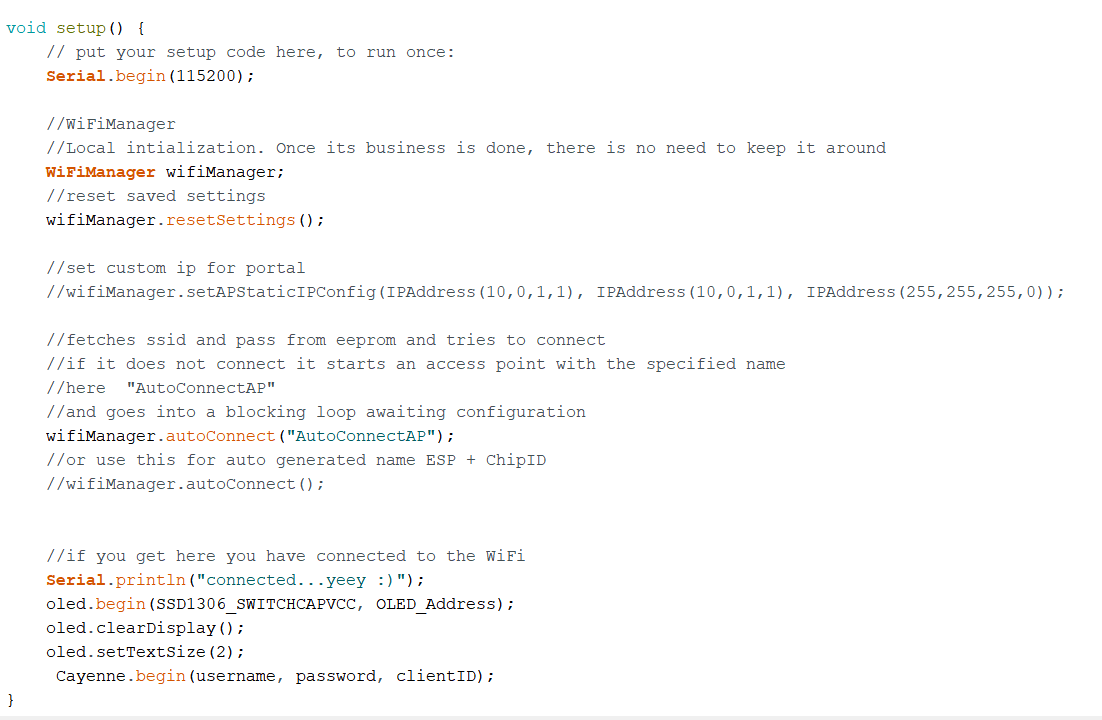 void setup() {
    // put your setup code here, to run once:
    Serial.begin(115200);

    //WiFiManager
    //Local intialization. Once its business is done, there is no need to keep it around
    WiFiManager wifiManager;
    //reset saved settings
    wifiManager.resetSettings();

    //set custom ip for portal
    //wifiManager.setAPStaticIPConfig(IPAddress(10,0,1,1), IPAddress(10,0,1,1), IPAddress(255,255,255,0));

    //fetches ssid and pass from eeprom and tries to connect
    //if it does not connect it starts an access point with the specified name
    //here  "AutoConnectAP"
    //and goes into a blocking loop awaiting configuration
    wifiManager.autoConnect("AutoConnectAP");
    //or use this for auto generated name ESP + ChipID
    //wifiManager.autoConnect();


    //if you get here you have connected to the WiFi
    Serial.println("connected...yeey :)");
    oled.begin(SSD1306_SWITCHCAPVCC, OLED_Address);
    oled.clearDisplay();
    oled.setTextSize(2);
     Cayenne.begin(username, password, clientID);
}